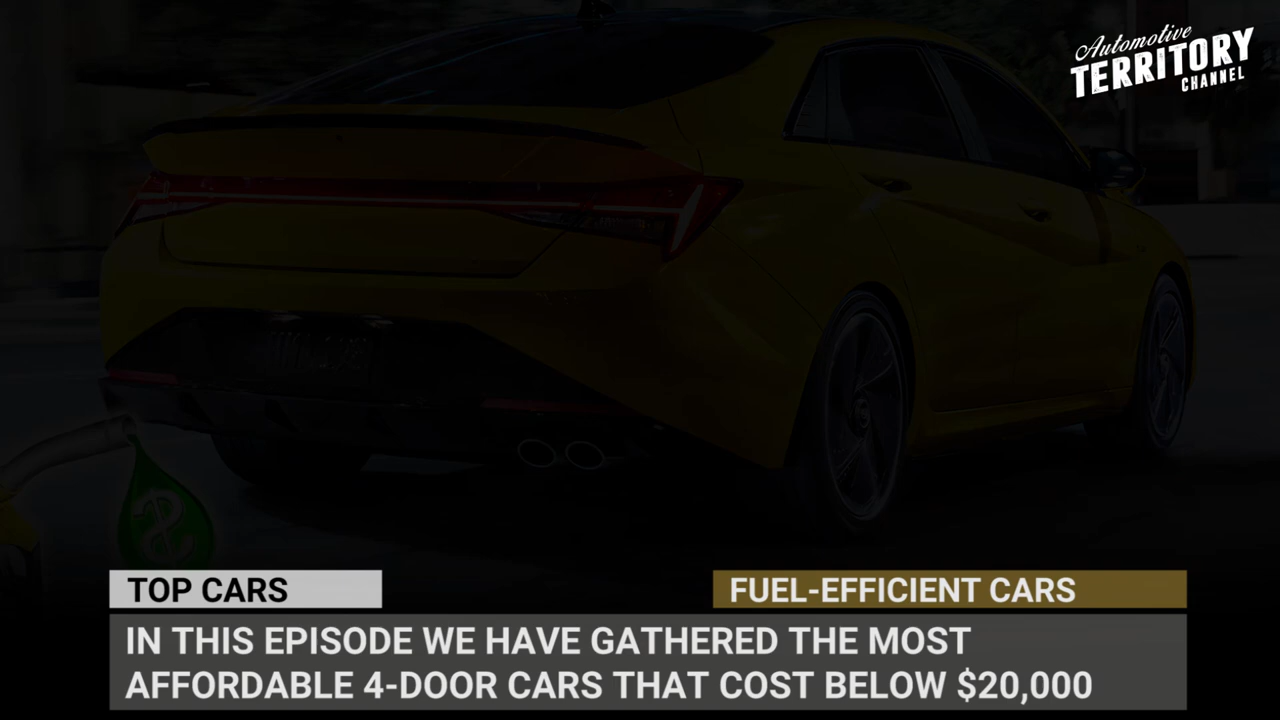 Automotive
TERRITORY
CHANNEL
TOP CARS
FUEL-EFFICIENT CARS
IN THIS EPISODE WE HAVE GATHERED THE MOST
AFFORDABLE 4-DOOR CARS THAT COST BELOW $20,000